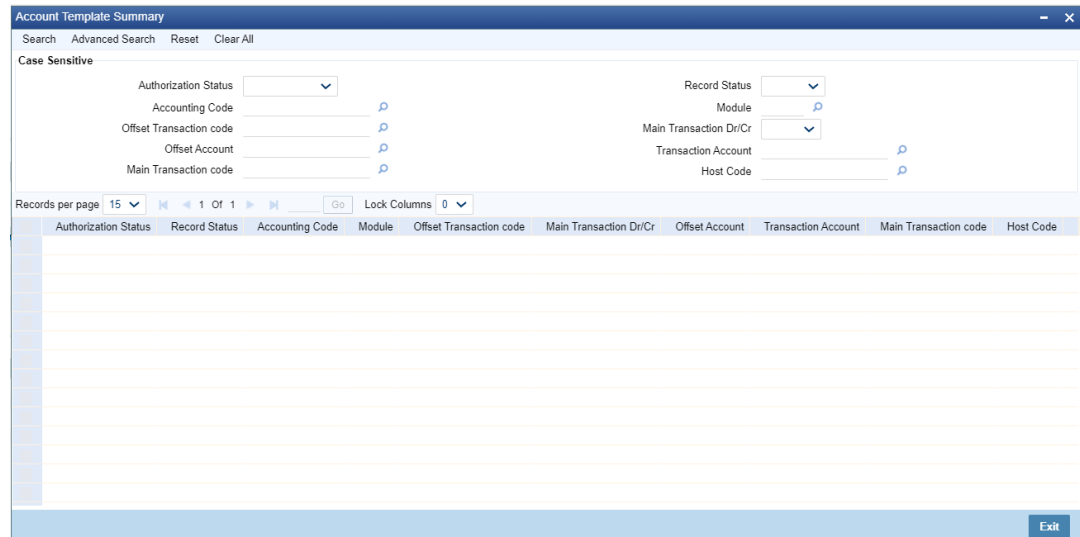 Account Template Summary
Search Advanced Search Reset Clear All
Case Sensitive
Authorization Status Record Status
Accounting Code Module
Offset Transaction code Main Transaction Dr/Cr
Offset Account Transaction Account
Main Transaction code Host Code
Records per page 15 1 Of 1 Go Lock Columns 0
Authorization Status Record Status Accounting Code Module Offset Transaction code Main Transaction Dr/Cr Offset Account Transaction Account Main Transaction code Host Code
Exit